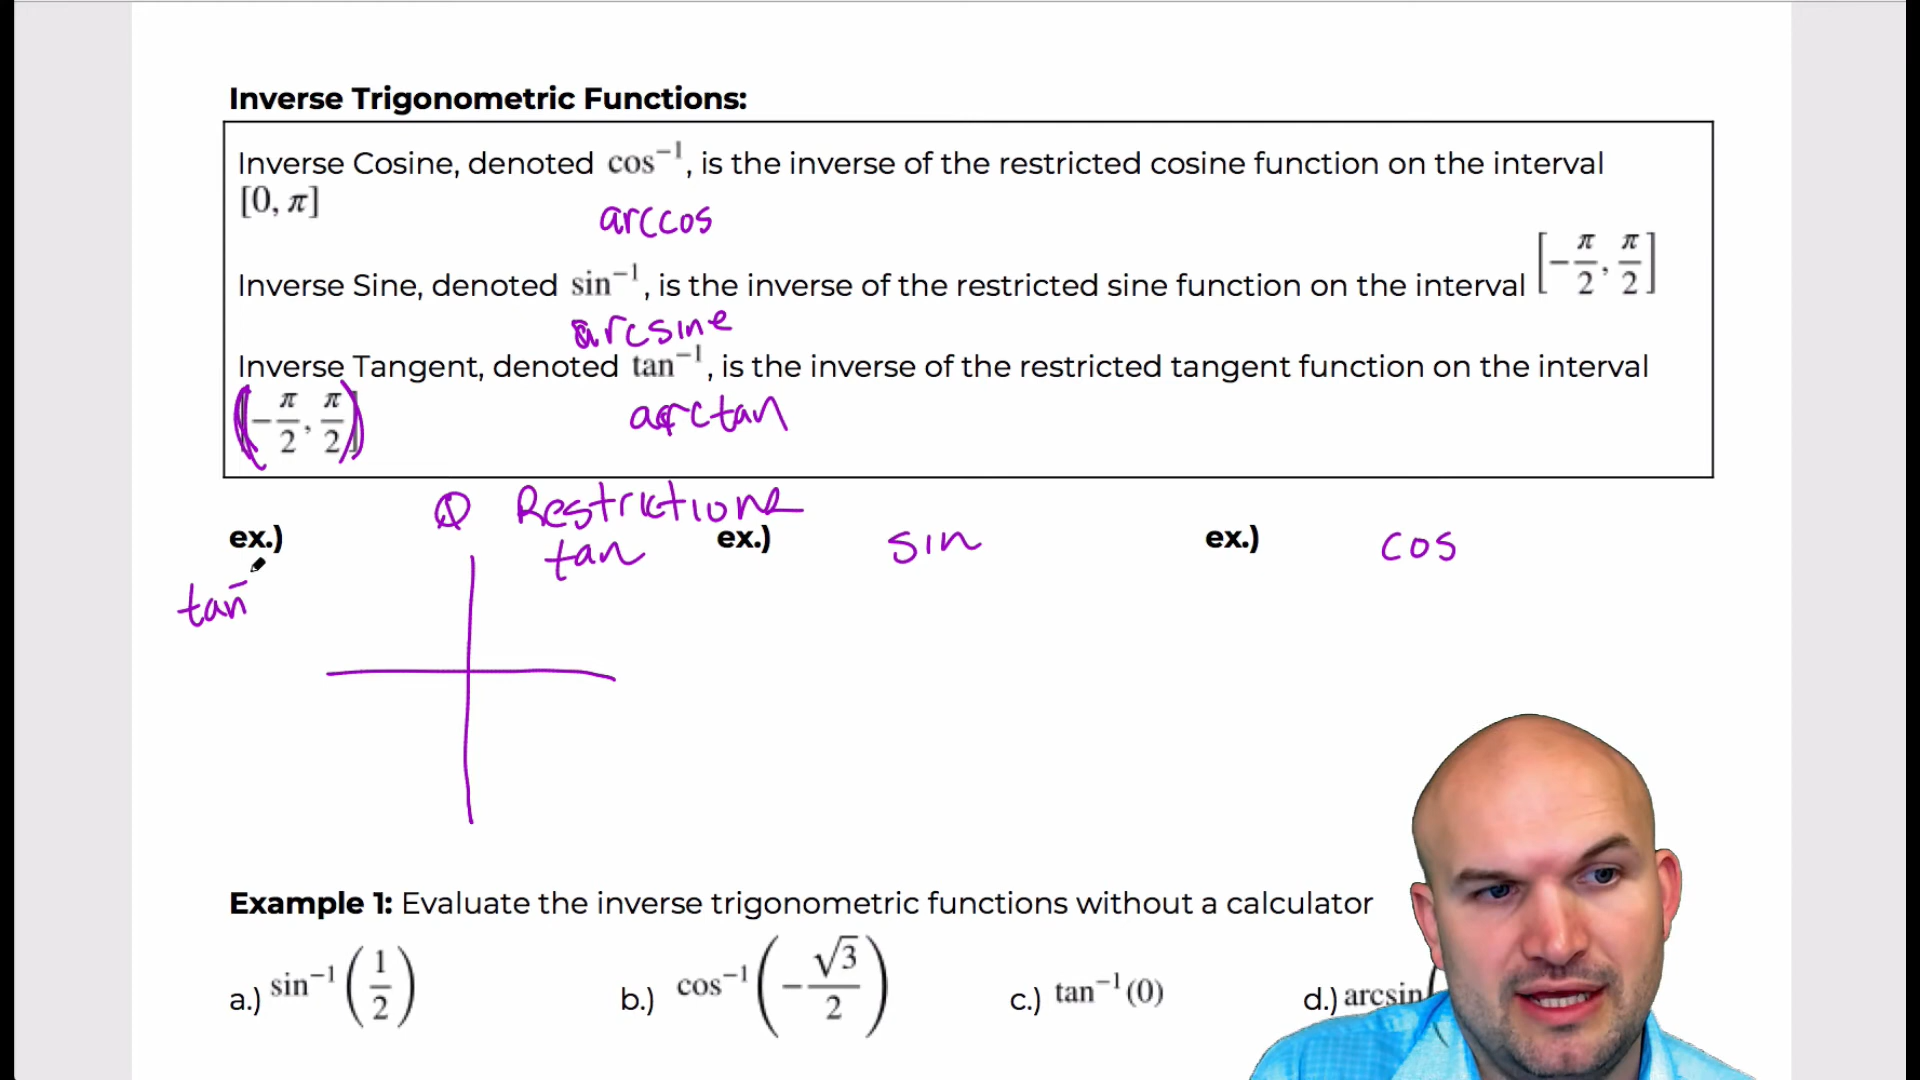 Inverse Trigonometric Functions:
Inverse Cosine, denoted cos⁻¹, is the inverse of the restricted cosine function on the interval
[0, π]
arccos
Inverse Sine, denoted sin⁻¹, is the inverse of the restricted sine function on the interval [-π/2, π/2]
arcsine
Inverse Tangent, denoted tan⁻¹, is the inverse of the restricted tangent function on the interval
(-π/2, π/2)
arctan
Restrictions
ex.) tan ex.) sin ex.) cos
tan⁻
Example 1: Evaluate the inverse trigonometric functions without a calculator
a.) sin⁻¹(1/2) b.) cos⁻¹(-√3/2) c.) tan⁻¹(0) d.) arcsin(